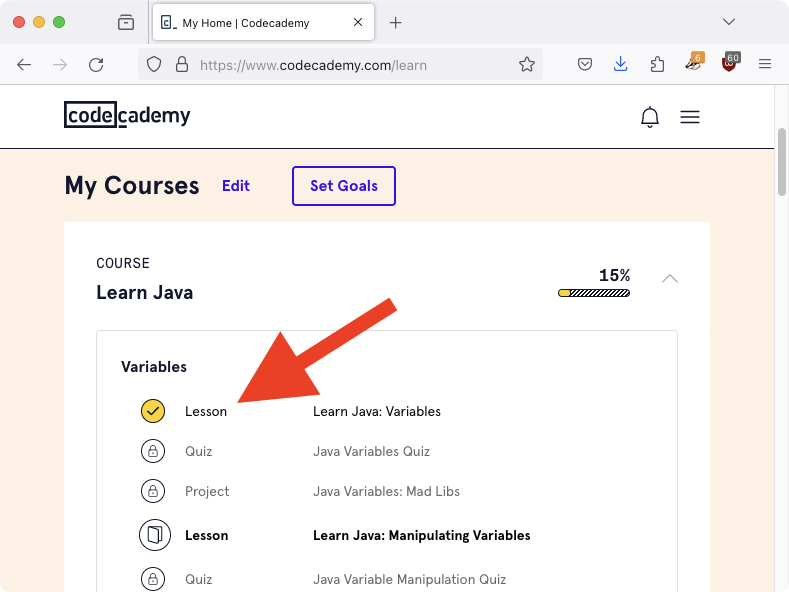 C_ My Home | Codecademy
6
60
https://www.codecademy.com/learn
codecademy
My Courses Edit Set Goals
COURSE
Learn Java
15%
Variables
Lesson Learn Java: Variables
Quiz Java Variables Quiz
Project Java Variables: Mad Libs
Lesson Learn Java: Manipulating Variables
Quiz Java Variable Manipulation Quiz